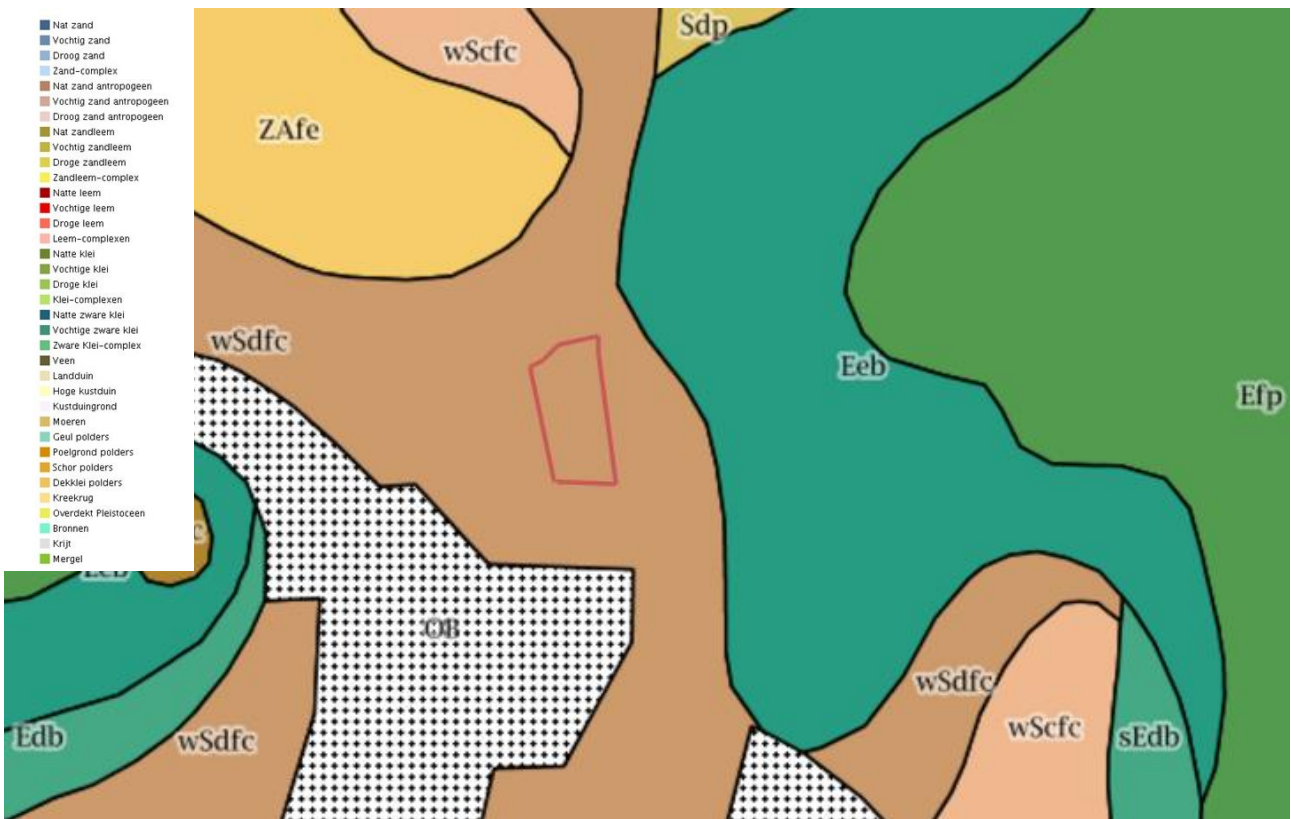 Nat zand
Vochtig zand
Droog zand
Zand-complex
Nat zand antropogeen
Vochtig zand antropogeen
Droog zand antropogeen
Nat zandleem
Vochtig zandleem
Droge zandleem
Zandleem-complex
Natte leem
Vochtige leem
Droge leem
Leem-complexen
Natte klei
Vochtige klei
Droge klei
Klei-complexen
Natte zware klei
Vochtige zware klei
Zware Klei-complex
Veen
Landduin
Hoge kustduin
Kustduingrond
Moeren
Geul polders
Poelgrond polders
Schor polders
Dekklei polders
Kreekrug
Overdekt Pleistoceen
Bronnen
Krijt
Mergel
Sdp
wScfc
ZAfe
wSdfc
Eeb
Efp
OB
wSdfc
wScfc
sEdb
Edb
wSdfc